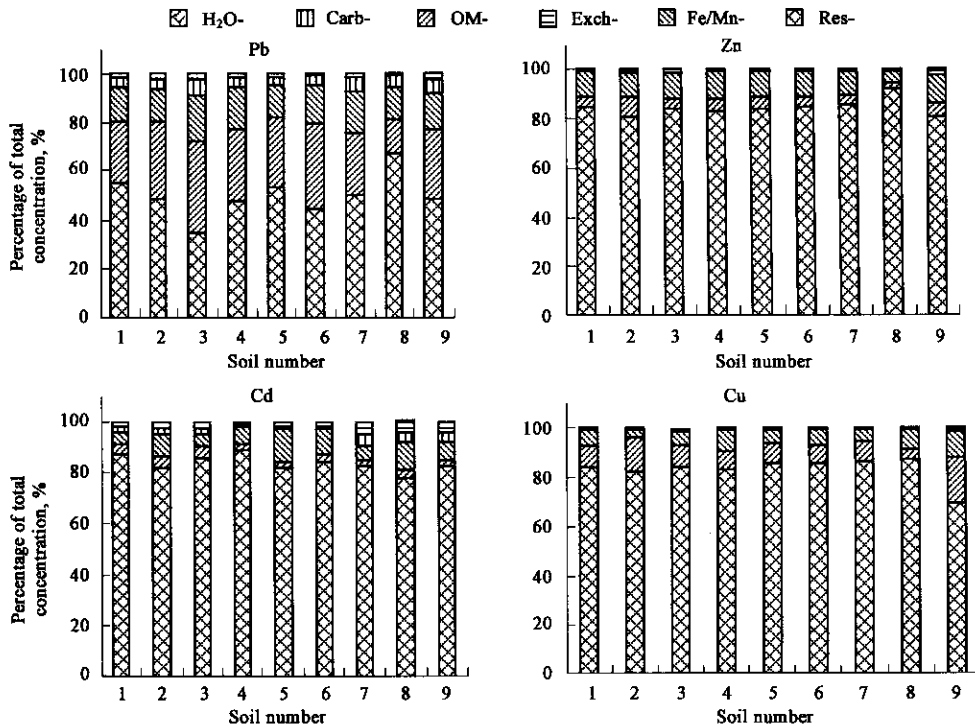 H₂O- Carb- OM- Exch- Fe/Mn- Res-
Pb
Percentage of total concentration, %
100
80
60
40
20
0
1 2 3 4 5 6 7 8 9
Soil number
Zn
100
80
60
40
20
0
1 2 3 4 5 6 7 8 9
Soil number
Cd
Percentage of total concentration, %
100
80
60
40
20
0
1 2 3 4 5 6 7 8 9
Soil number
Cu
100
80
60
40
20
0
1 2 3 4 5 6 7 8 9
Soil number